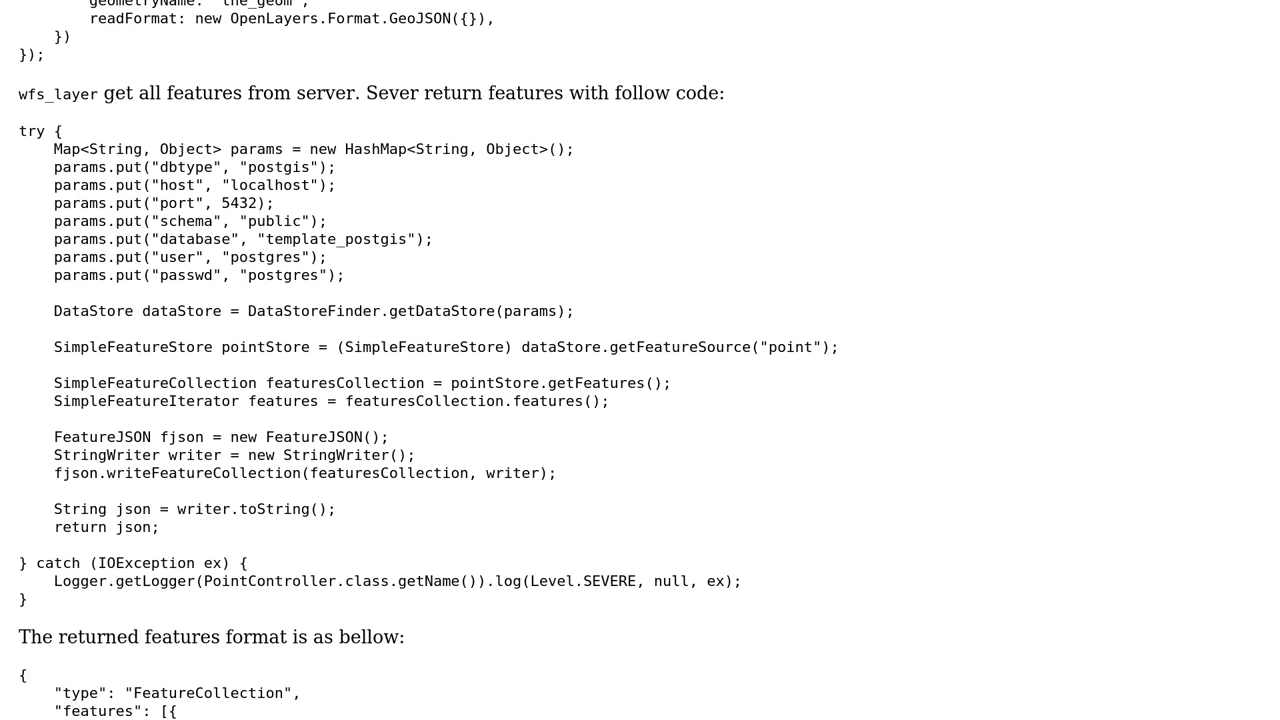 geometryName: "the_geom",
readFormat: new OpenLayers.Format.GeoJSON({}),
})
});
wfs_layer get all features from server. Sever return features with follow code:
try {
Map<String, Object> params = new HashMap<String, Object>();
params.put("dbtype", "postgis");
params.put("host", "localhost");
params.put("port", 5432);
params.put("schema", "public");
params.put("database", "template_postgis");
params.put("user", "postgres");
params.put("passwd", "postgres");
DataStore dataStore = DataStoreFinder.getDataStore(params);
SimpleFeatureStore pointStore = (SimpleFeatureStore) dataStore.getFeatureSource("point");
SimpleFeatureCollection featuresCollection = pointStore.getFeatures();
SimpleFeatureIterator features = featuresCollection.features();
FeatureJSON fjson = new FeatureJSON();
StringWriter writer = new StringWriter();
fjson.writeFeatureCollection(featuresCollection, writer);
String json = writer.toString();
return json;
} catch (IOException ex) {
Logger.getLogger(PointController.class.getName()).log(Level.SEVERE, null, ex);
}
The returned features format is as bellow:
{
"type": "FeatureCollection",
"features": [{